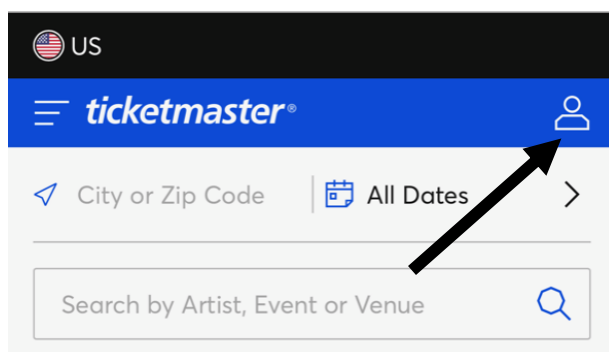 US
ticketmaster®
City or Zip Code All Dates
Search by Artist, Event or Venue